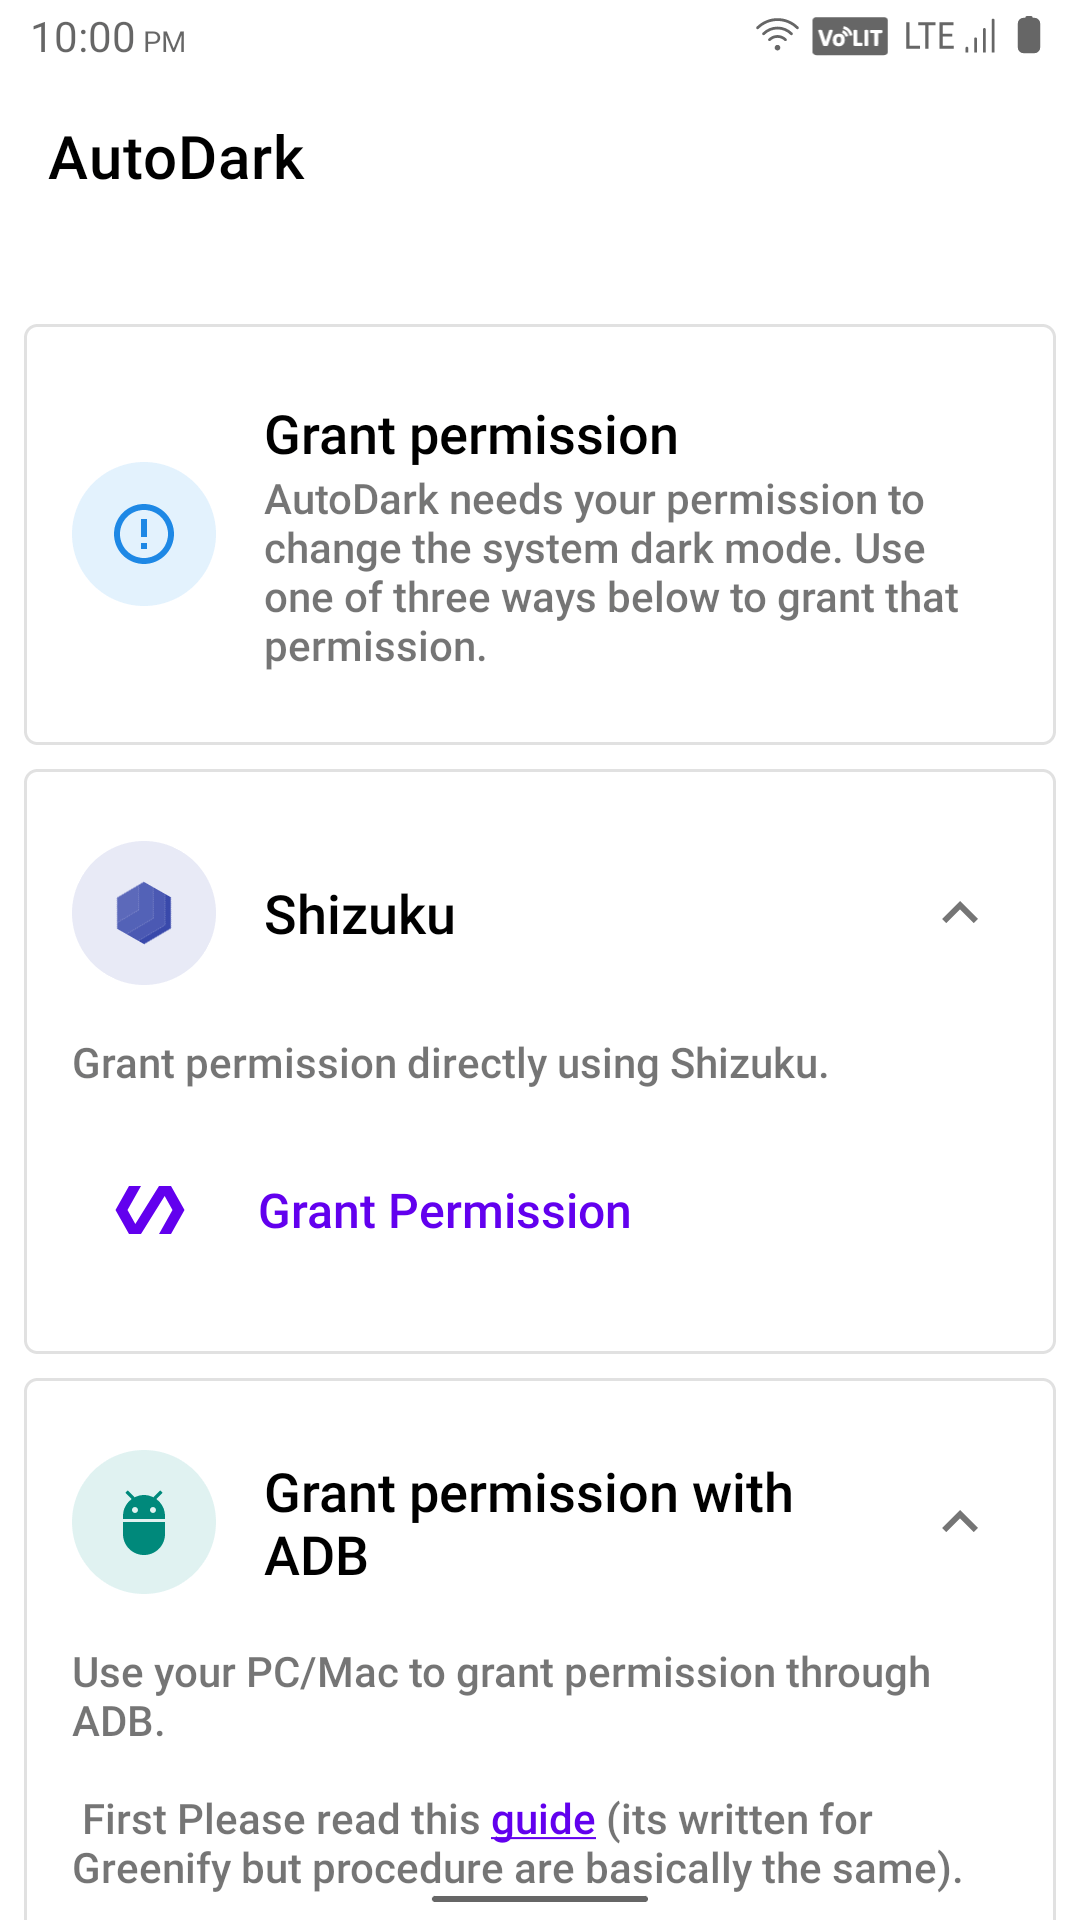 10:00 PM VoLIT LTE
AutoDark
Grant permission
AutoDark needs your permission to
change the system dark mode. Use
one of three ways below to grant that
permission.
Shizuku
Grant permission directly using Shizuku.
Grant Permission
Grant permission with
ADB
Use your PC/Mac to grant permission through
ADB.
First Please read this guide (its written for
Greenify but procedure are basically the same).